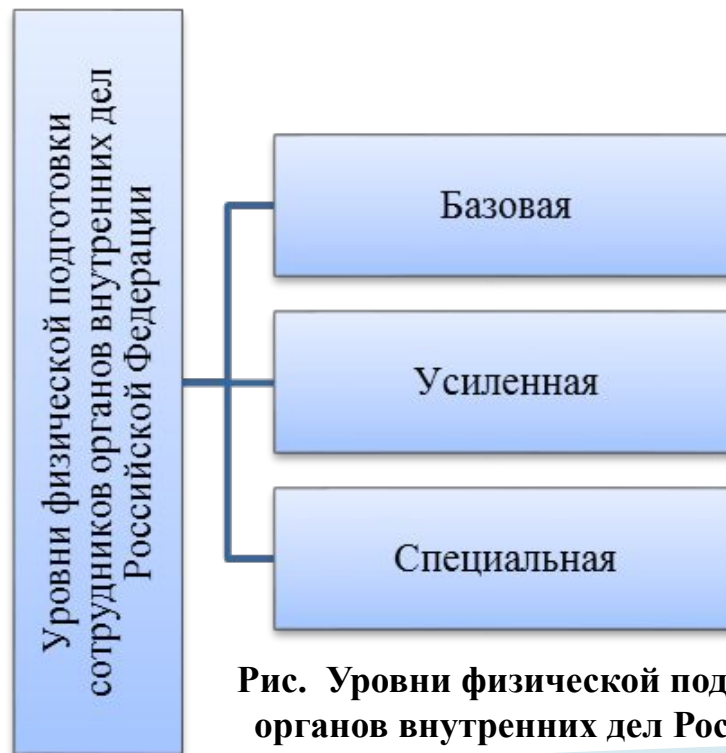 Уровни физической подготовки
сотрудников органов внутренних дел
Российской Федерации
Базовая
Усиленная
Специальная
Рис. Уровни физической под
органов внутренних дел Рос